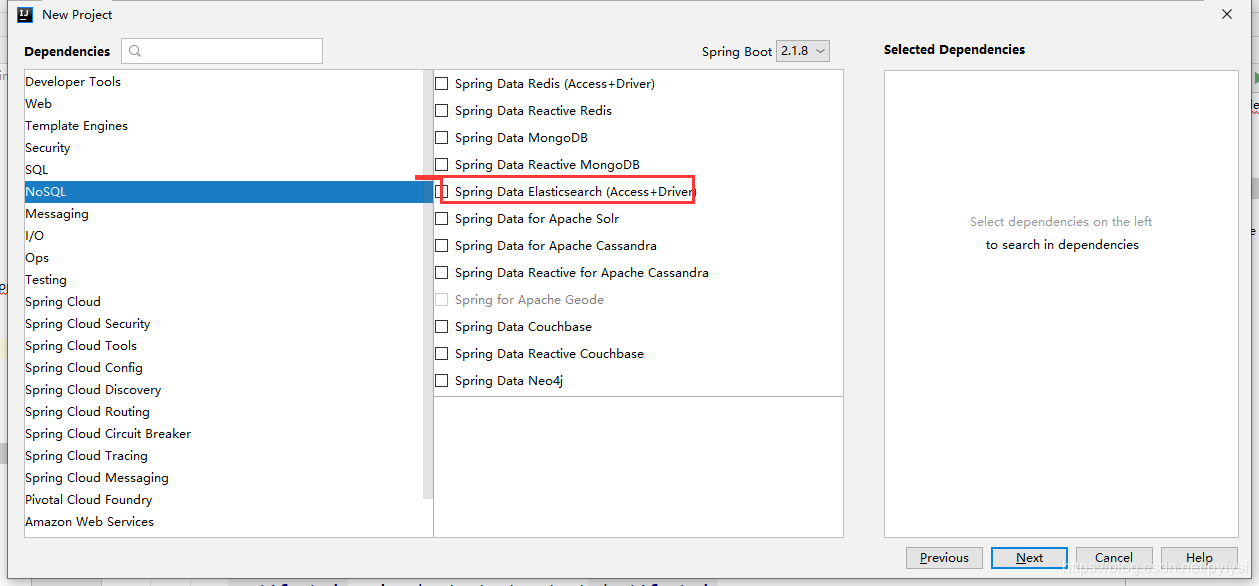 New Project
Dependencies
Spring Boot 2.1.8
Selected Dependencies
Developer Tools
Web
Template Engines
Security
SQL
NoSQL
Messaging
I/O
Ops
Testing
Spring Cloud
Spring Cloud Security
Spring Cloud Tools
Spring Cloud Config
Spring Cloud Discovery
Spring Cloud Routing
Spring Cloud Circuit Breaker
Spring Cloud Tracing
Spring Cloud Messaging
Pivotal Cloud Foundry
Amazon Web Services
Spring Data Redis (Access+Driver)
Spring Data Reactive Redis
Spring Data MongoDB
Spring Data Reactive MongoDB
Spring Data Elasticsearch (Access+Driver)
Spring Data for Apache Solr
Spring Data for Apache Cassandra
Spring Data Reactive for Apache Cassandra
Spring for Apache Geode
Spring Data Couchbase
Spring Data Reactive Couchbase
Spring Data Neo4j
Select dependencies on the left
to search in dependencies
Previous
Next
Cancel
Help